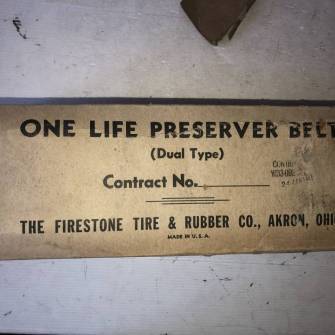 ONE LIFE PRESERVER BELT
(Dual Type)
Contract No.
THE FIRESTONE TIRE & RUBBER CO., AKRON, OHIO
MADE IN U.S.A.